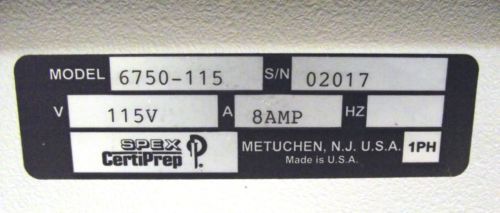 MODEL 6750-115 S/N 02017
V 115V A 8AMP HZ
SPEX CertiPrep METUCHEN, N.J. U.S.A. 1PH
Made is U.S.A.